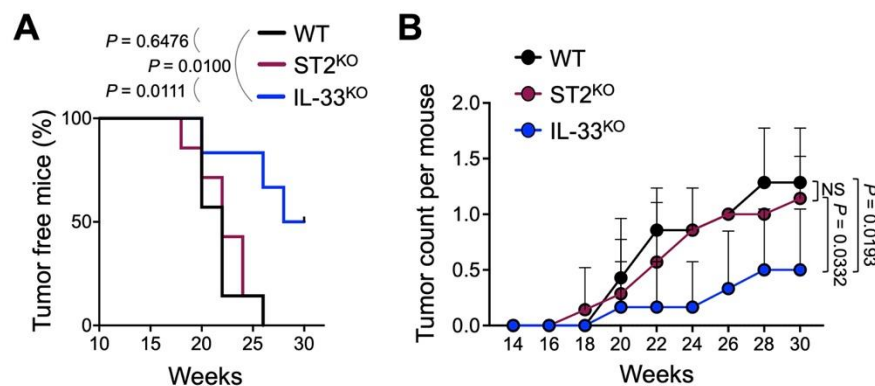 A
P = 0.6476
P = 0.0100
P = 0.0111
WT
ST2KO
IL-33KO
Tumor free mice (%)
100
50
0
10 15 20 25 30
Weeks
B
WT
ST2KO
IL-33KO
Tumor count per mouse
2.0
1.5
1.0
0.5
0.0
14 16 18 20 22 24 26 28 30
Weeks
NS
P = 0.0332
P = 0.0193